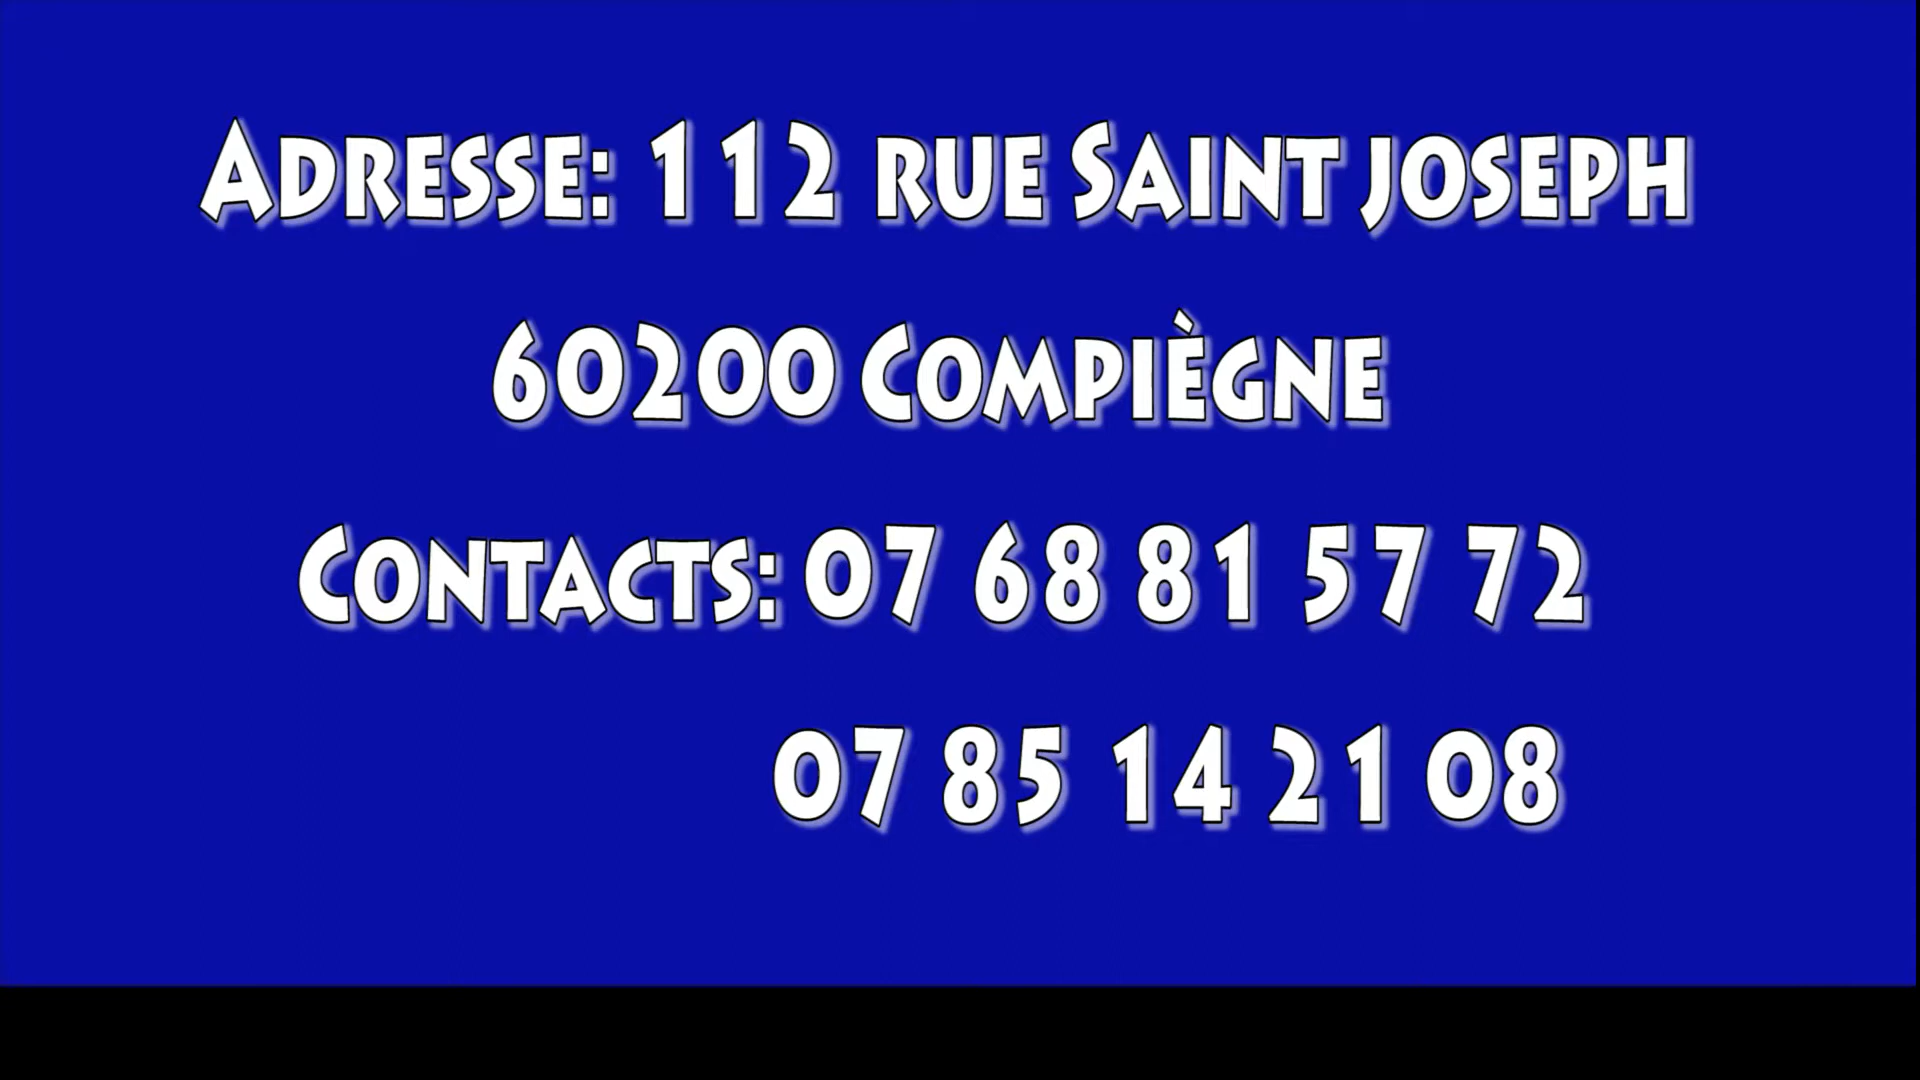 Adresse: 112 rue Saint Joseph
60200 Compiègne
Contacts: 07 68 81 57 72
07 85 14 21 08